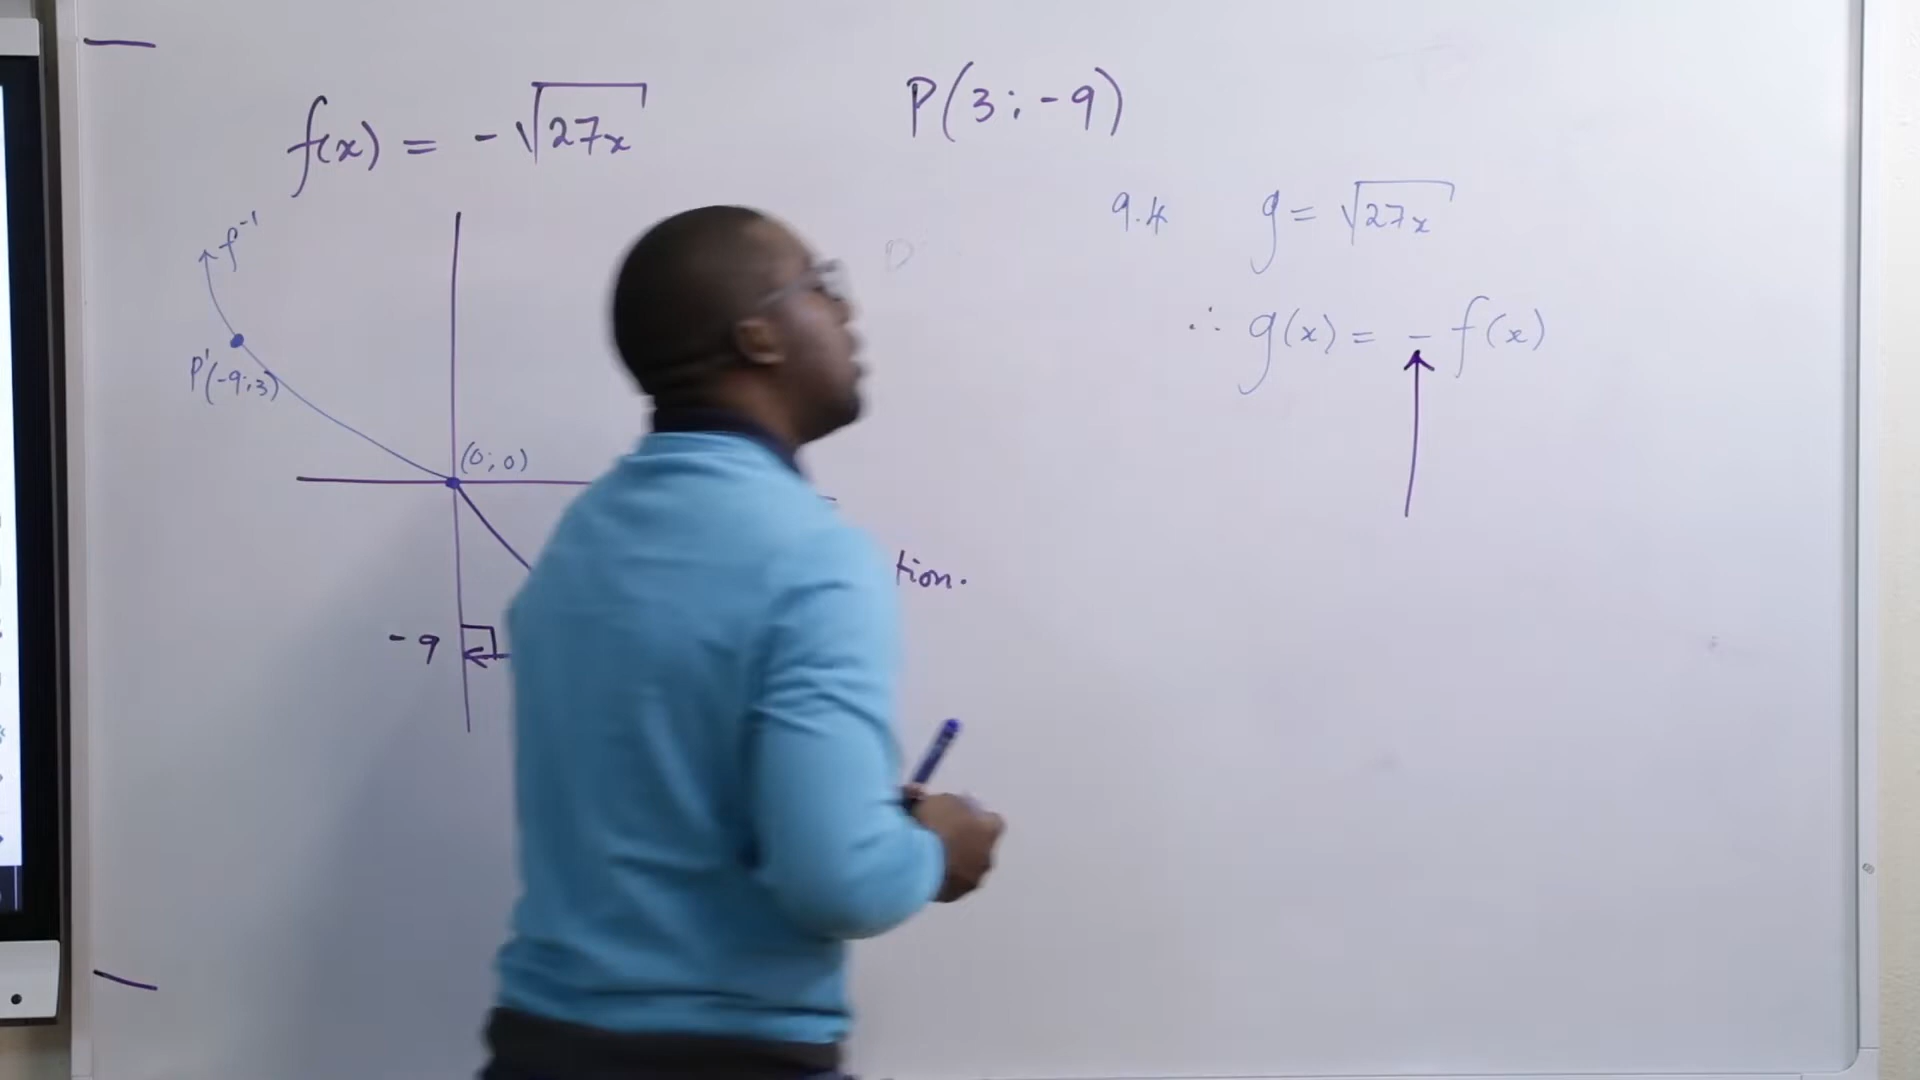 f(x) = -√27x
P(3;-9)
9.4 g = √27x
∴ g(x) = -f(x)
f⁻¹
P'(-9;3)
(0;0)
tion.
-9